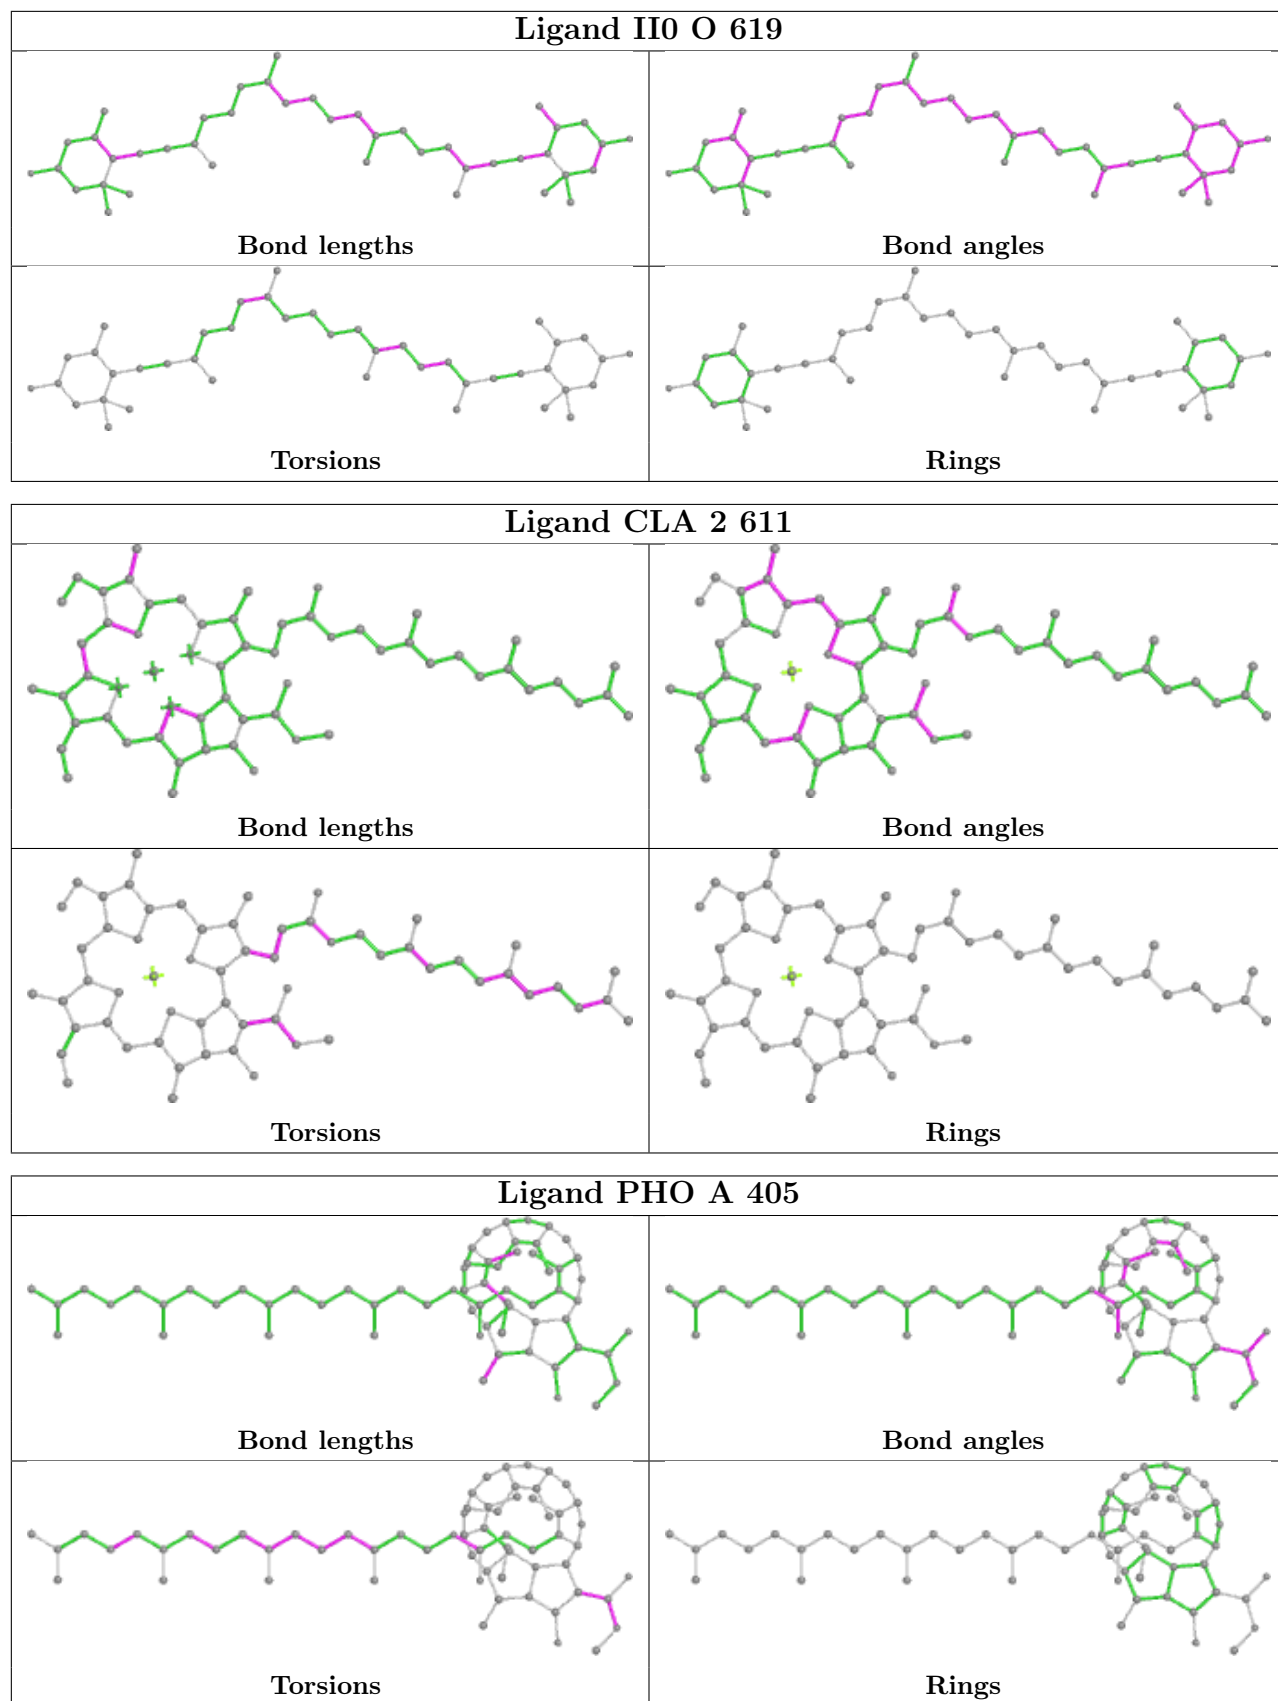 Ligand II0 O 619
Bond lengths
Bond angles
Torsions
Rings
Ligand CLA 2 611
Bond lengths
Bond angles
Torsions
Rings
Ligand PHO A 405
Bond lengths
Bond angles
Torsions
Rings